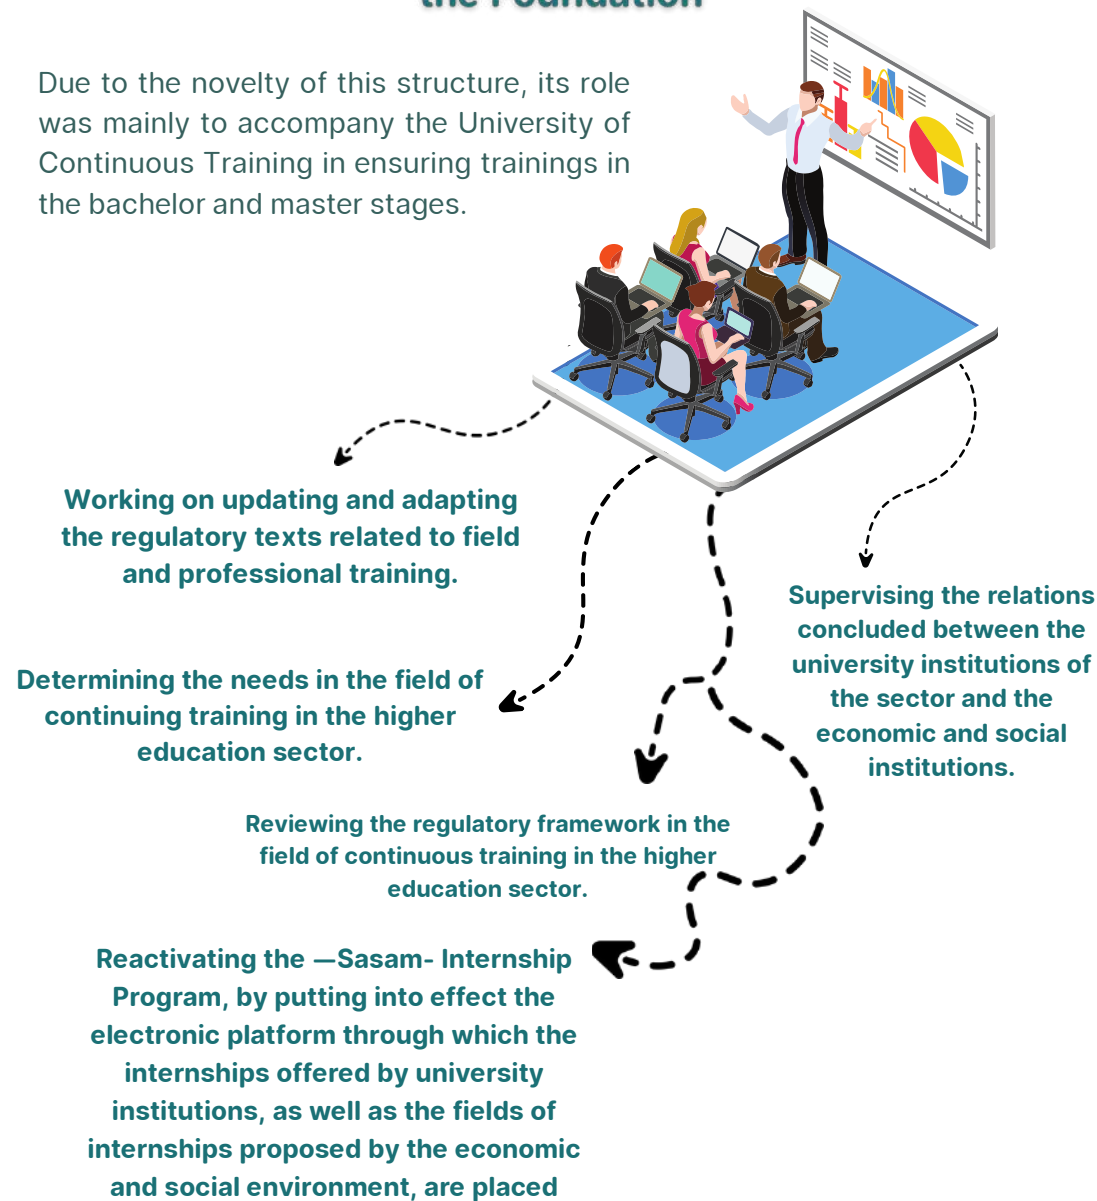 the Foundation
Due to the novelty of this structure, its role
was mainly to accompany the University of
Continuous Training in ensuring trainings in
the bachelor and master stages.
Working on updating and adapting
the regulatory texts related to field
and professional training.
Supervising the relations
concluded between the
university institutions of
the sector and the
economic and social
institutions.
Determining the needs in the field of
continuing training in the higher
education sector.
Reviewing the regulatory framework in the
field of continuous training in the higher
education sector.
Reactivating the —Sasam- Internship
Program, by putting into effect the
electronic platform through which the
internships offered by university
institutions, as well as the fields of
internships proposed by the economic
and social environment, are placed